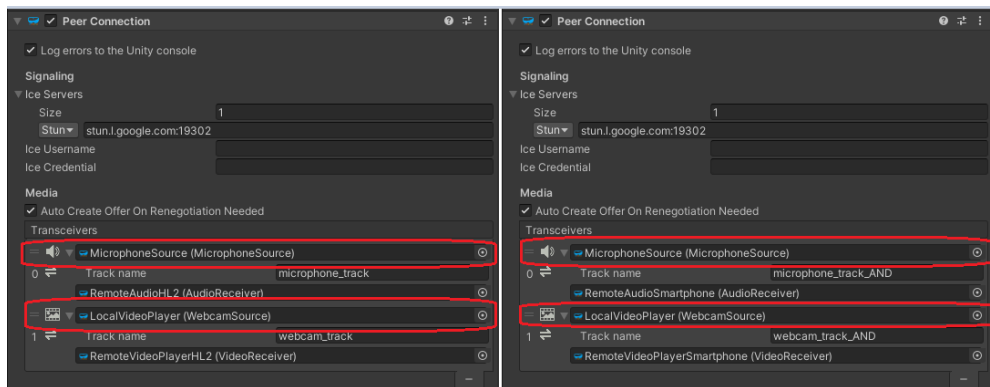 Peer Connection
Log errors to the Unity console
Signaling
Ice Servers
Size 1
Stun stun.l.google.com:19302
Ice Username
Ice Credential
Media
Auto Create Offer On Renegotiation Needed
Transceivers
MicrophoneSource (MicrophoneSource)
0 Track name microphone_track
RemoteAudioHL2 (AudioReceiver)
LocalVideoPlayer (WebcamSource)
1 Track name webcam_track
RemoteVideoPlayerHL2 (VideoReceiver)
Peer Connection
Log errors to the Unity console
Signaling
Ice Servers
Size 1
Stun stun.l.google.com:19302
Ice Username
Ice Credential
Media
Auto Create Offer On Renegotiation Needed
Transceivers
MicrophoneSource (MicrophoneSource)
0 Track name microphone_track_AND
RemoteAudioSmartphone (AudioReceiver)
LocalVideoPlayer (WebcamSource)
1 Track name webcam_track_AND
RemoteVideoPlayerSmartphone (VideoReceiver)